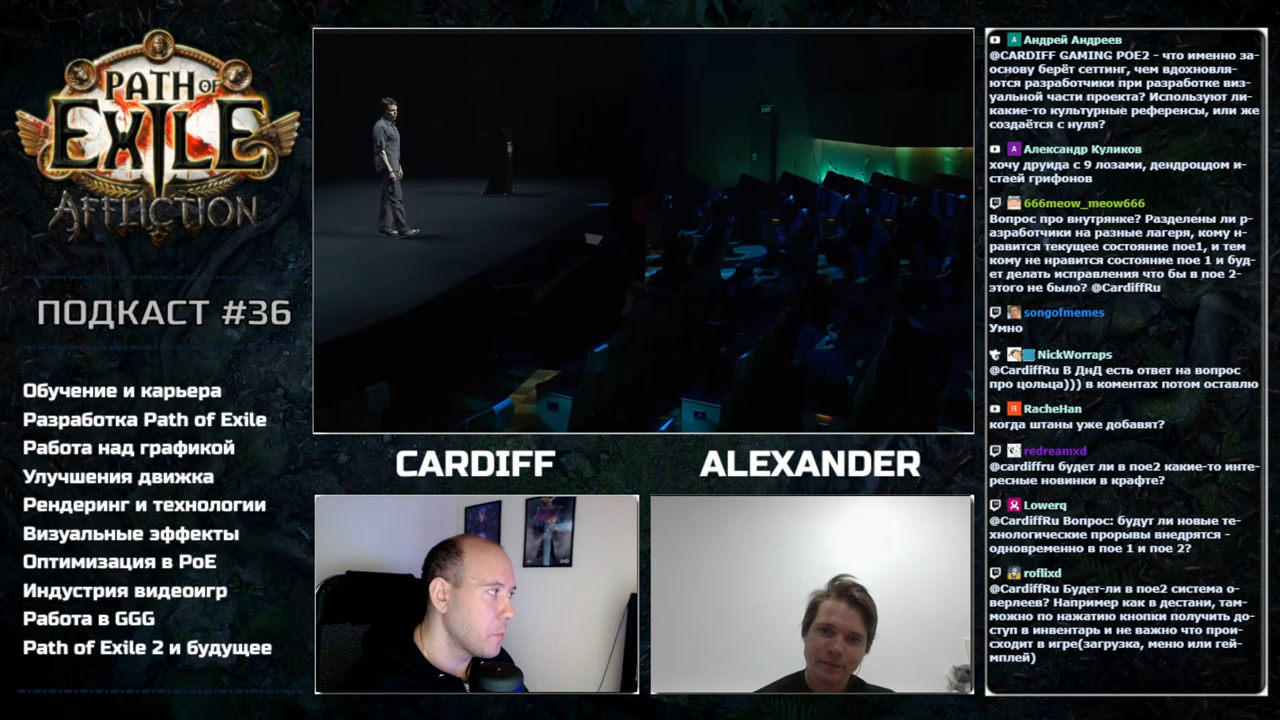 PATH OF
EXILE
AFFLICTION
ПОДКАСТ #36
Обучение и карьера
Разработка Path of Exile
Работа над графикой
Улучшения движка
Рендеринг и технологии
Визуальные эффекты
Оптимизация в PoE
Индустрия видеоигр
Работа в GGG
Path of Exile 2 и будущее
EXIT
CARDIFF
ALEXANDER
А Андрей Андреев
@CARDIFF GAMING POE2 - что именно за-
основу берёт сеттинг, чем вдохновля-
ются разработчики при разработке виз-
уальной части проекта? Используют ли-
какие-то культурные референсы, или же
создаётся с нуля?
А Александр Куликов
хочу друида с 9 лозами, дендроцдом и-
стаей грифонов
666meow_meow666
Вопрос про внутрянке? Разделены ли р-
азработчики на разные лагеря, кому н-
равится текущее состояние пое1, и тем
кому не нравится состояние пое 1 и буд-
ет делать исправления что бы в пое 2-
этого не было? @CardiffRu
songofmemes
Умно
NickWorraps
@CardiffRu В ДнД есть ответ на вопрос
про цольца))) в коментах потом оставлю
R RacheHan
когда штаны уже добавят?
redreamxd
@cardiffru будет ли в пое2 какие-то инте-
ресные новинки в крафте?
Lowerq
@CardiffRu Вопрос: будут ли новые те-
хнологические прорывы внедрятся -
одновременно в пое 1 и пое 2?
roflixd
@CardiffRu Будет-ли в пое2 система о-
верлеев? Например как в дестани, там-
можно по нажатию кнопки получить до-
ступ в инвентарь и не важно что прои-
сходит в игре(загрузка, меню или гей-
мплей)